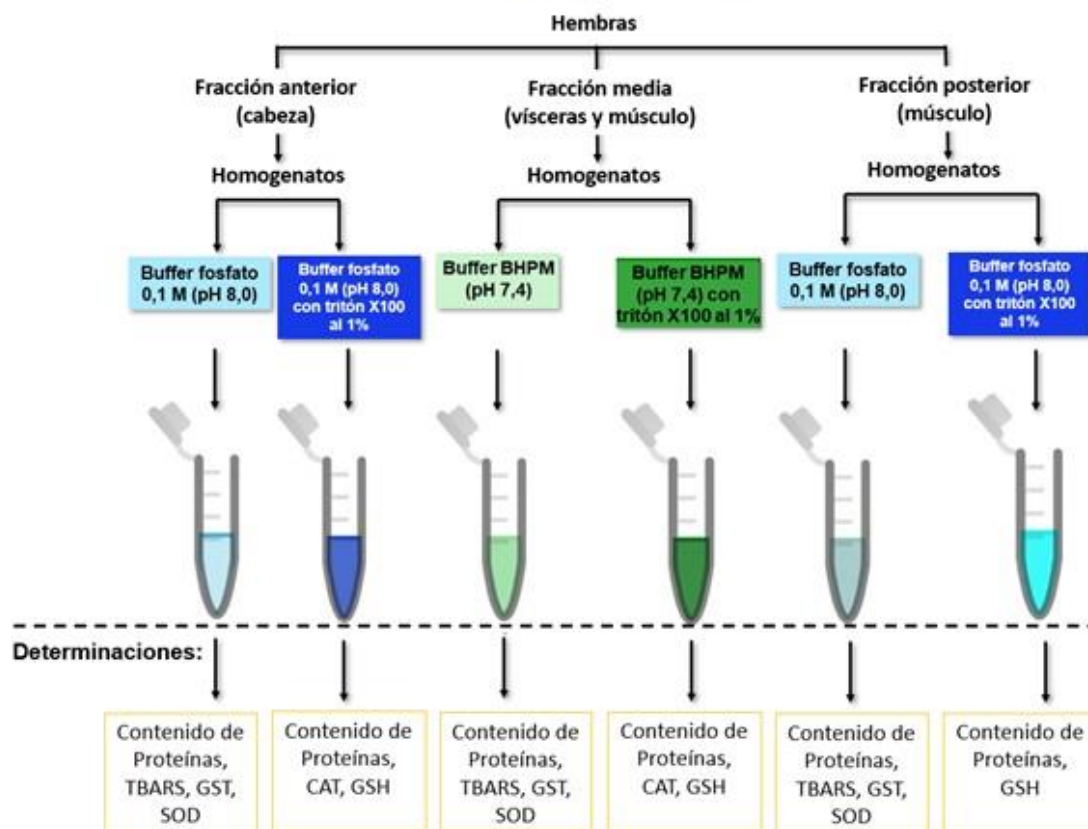 Hembras
Fracción anterior
(cabeza)
Fracción media
(vísceras y músculo)
Fracción posterior
(músculo)
Homogenatos
Homogenatos
Homogenatos
Buffer fosfato
0,1 M (pH 8,0)
Buffer fosfato
0,1 M (pH 8,0)
con tritón X100
al 1%
Buffer BHPM
(pH 7,4)
Buffer BHPM
(pH 7,4) con
tritón X100 al 1%
Buffer fosfato
0,1 M (pH 8,0)
Buffer fosfato
0,1 M (pH 8,0)
con tritón X100
al 1%
Determinaciones:
Contenido de
Proteínas,
TBARS, GST,
SOD
Contenido de
Proteínas,
CAT, GSH
Contenido de
Proteínas,
TBARS, GST,
SOD
Contenido de
Proteínas,
CAT, GSH
Contenido de
Proteínas,
TBARS, GST,
SOD
Contenido de
Proteínas,
GSH